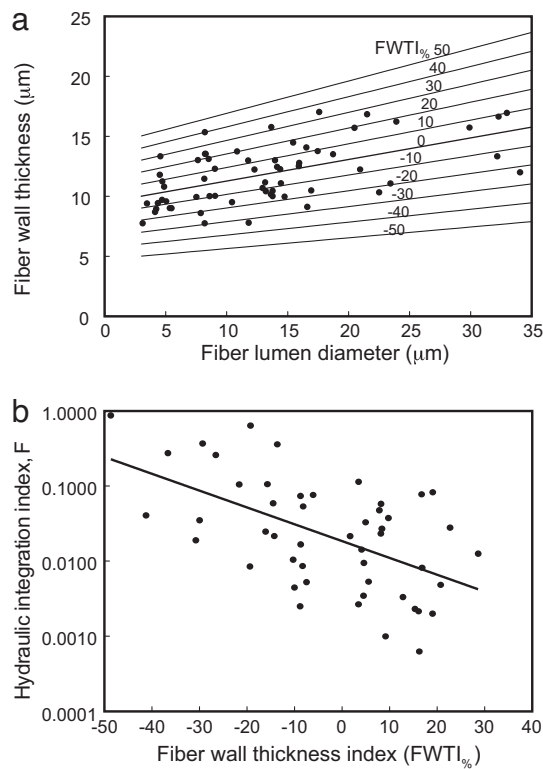 a
Fiber wall thickness (μm)
25
20
15
10
5
0
FWTI% 50
40
30
20
10
0
-10
-20
-30
-40
-50
0 5 10 15 20 25 30 35
Fiber lumen diameter (μm)
b
Hydraulic integration index, F
1.0000
0.1000
0.0100
0.0010
0.0001
-50 -40 -30 -20 -10 0 10 20 30 40
Fiber wall thickness index (FWTI%)